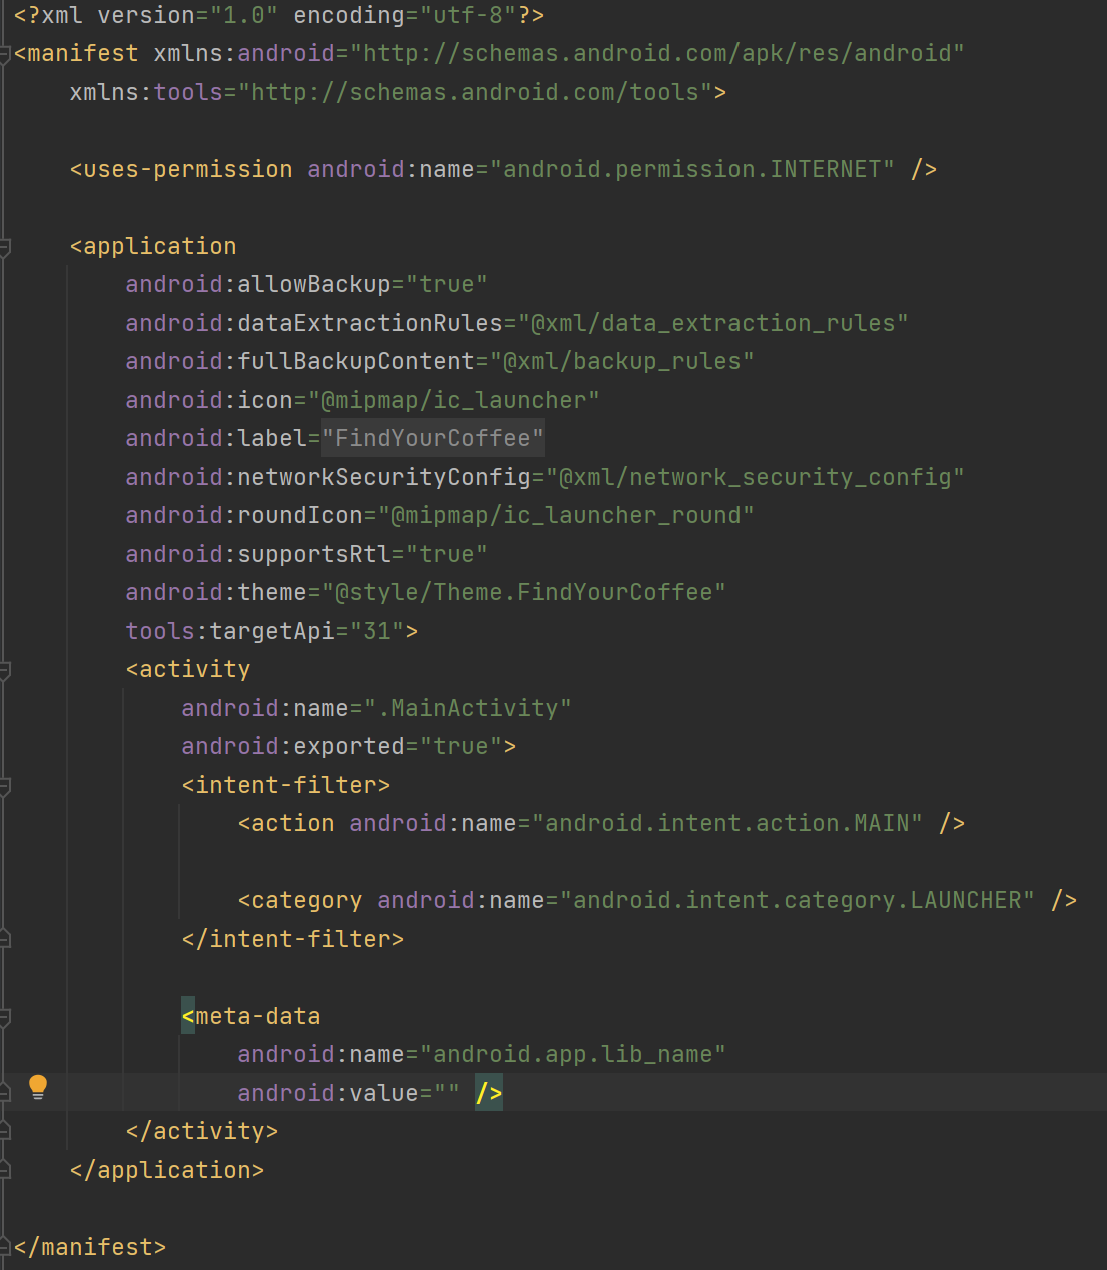 <?xml version="1.0" encoding="utf-8"?>
<manifest xmlns:android="http://schemas.android.com/apk/res/android"
    xmlns:tools="http://schemas.android.com/tools">

    <uses-permission android:name="android.permission.INTERNET" />

    <application
        android:allowBackup="true"
        android:dataExtractionRules="@xml/data_extraction_rules"
        android:fullBackupContent="@xml/backup_rules"
        android:icon="@mipmap/ic_launcher"
        android:label="FindYourCoffee"
        android:networkSecurityConfig="@xml/network_security_config"
        android:roundIcon="@mipmap/ic_launcher_round"
        android:supportsRtl="true"
        android:theme="@style/Theme.FindYourCoffee"
        tools:targetApi="31">
        <activity
            android:name=".MainActivity"
            android:exported="true">
            <intent-filter>
                <action android:name="android.intent.action.MAIN" />

                <category android:name="android.intent.category.LAUNCHER" />
            </intent-filter>

            <meta-data
                android:name="android.app.lib_name"
                android:value="" />
        </activity>
    </application>

</manifest>